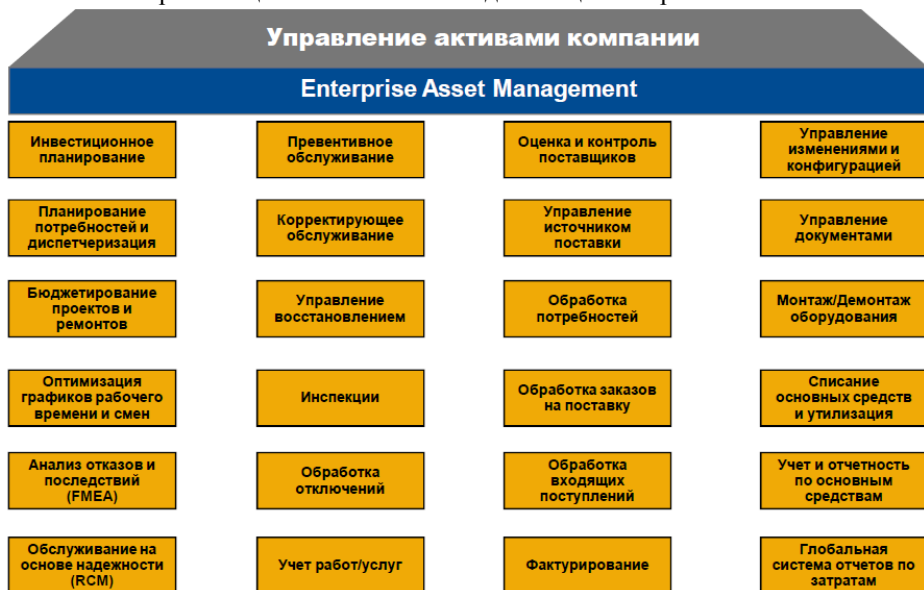 Управление активами компании
Enterprise Asset Management
Инвестиционное
планирование
Превентивное
обслуживание
Оценка и контроль
поставщиков
Управление
изменениями и
конфигурацией
Планирование
потребностей и
диспетчеризация
Корректирующее
обслуживание
Управление
источником
поставки
Управление
документами
Бюджетирование
проектов и
ремонтов
Управление
восстановлением
Обработка
потребностей
Монтаж/Демонтаж
оборудования
Оптимизация
графиков рабочего
времени и смен
Инспекции
Обработка заказов
на поставку
Списание
основных средств
и утилизация
Анализ отказов и
последствий
(FMEA)
Обработка
отключений
Обработка
входящих
поступлений
Учет и отчетность
по основным
средствам
Обслуживание на
основе надежности
(RCM)
Учет работ/услуг
Фактурирование
Глобальная
система отчетов по
затратам